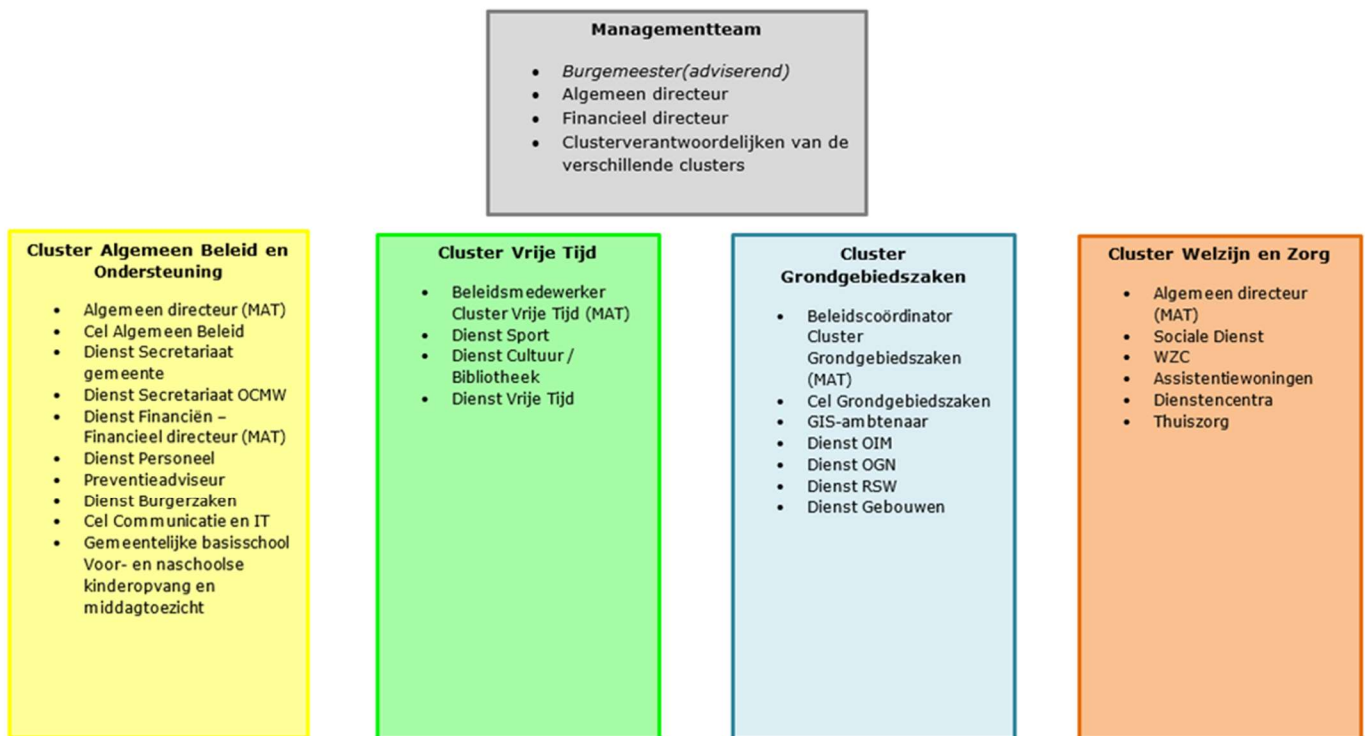 Managementteam
• Burgemeester(adviserend)
• Algemeen directeur
• Financieel directeur
• Clusterverantwoordelijken van de
verschillende clusters
Cluster Algemeen Beleid en
Ondersteuning
• Algemeen directeur (MAT)
• Cel Algemeen Beleid
• Dienst Secretariaat
gemeente
• Dienst Secretariaat OCMW
• Dienst Financiën –
Financieel directeur (MAT)
• Dienst Personeel
• Preventieadviseur
• Dienst Burgerzaken
• Cel Communicatie en IT
• Gemeentelijke basisschool
Voor- en naschoolse
kinderopvang en
middagtoezicht
Cluster Vrije Tijd
• Beleidsmedewerker
Cluster Vrije Tijd (MAT)
• Dienst Sport
• Dienst Cultuur /
Bibliotheek
• Dienst Vrije Tijd
Cluster
Grondgebiedszaken
• Beleidscoördinator
Cluster
Grondgebiedszaken
(MAT)
• Cel Grondgebiedszaken
• GIS-ambtenaar
• Dienst OIM
• Dienst OGN
• Dienst RSW
• Dienst Gebouwen
Cluster Welzijn en Zorg
• Algemeen directeur
(MAT)
• Sociale Dienst
• WZC
• Assistentiewoningen
• Dienstencentra
• Thuiszorg